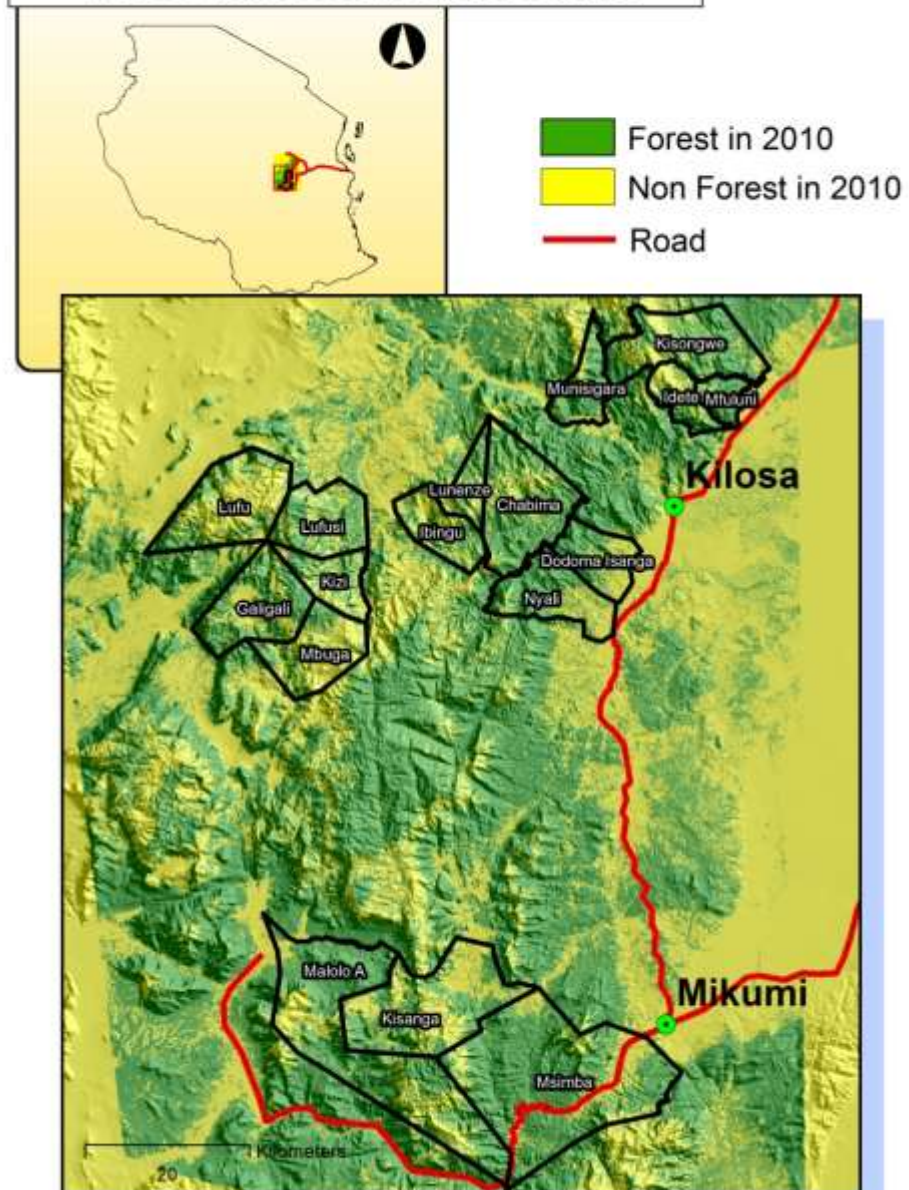 Forest in 2010
Non Forest in 2010
Road
Kisongwe
Munisigara
Idete
Mfuluni
Kilosa
Lufu
Lunenze
Chabima
Lufusi
Ibingu
Dodoma Isanga
Kizi
Nyali
Galigali
Mbuga
Malolo A
Mikumi
Kisanga
Msimba
Kilometers
20